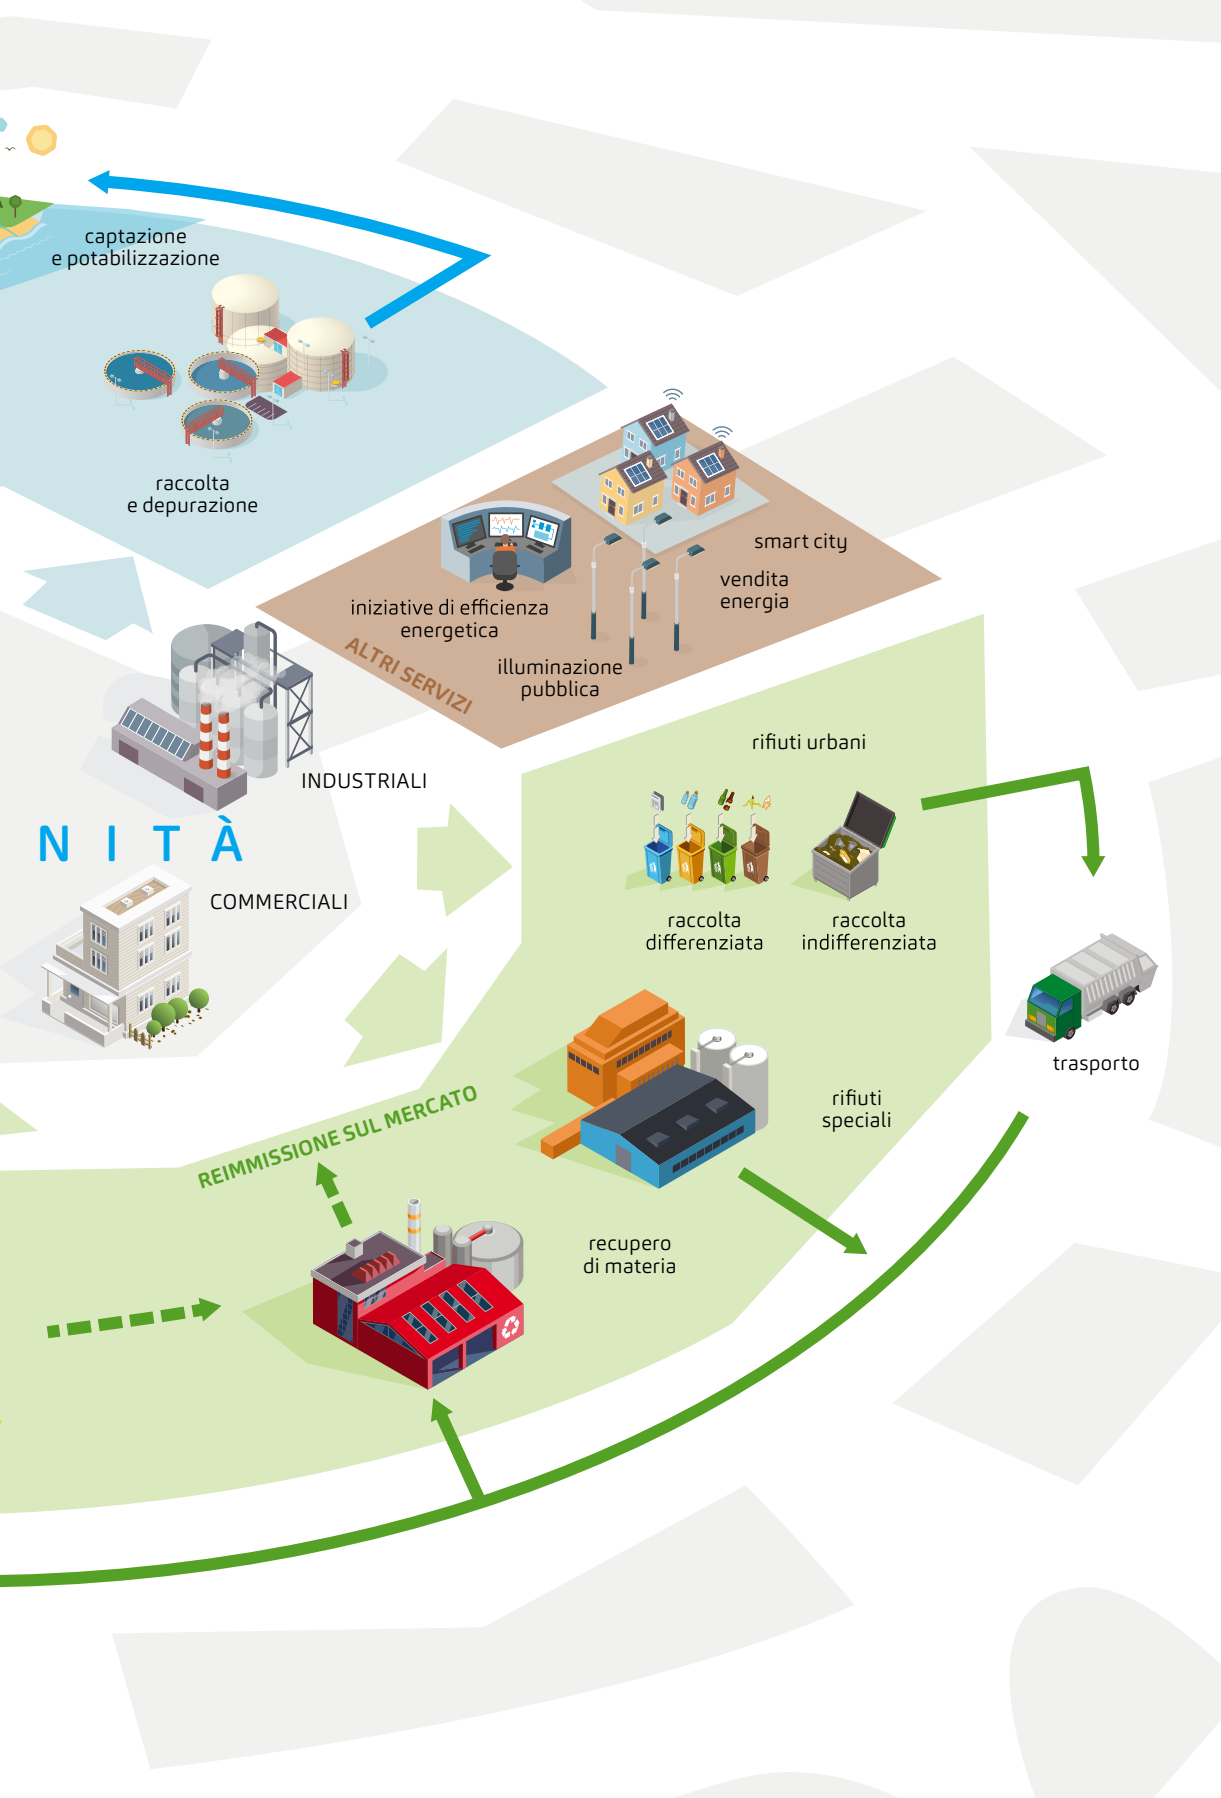 captazione
e potabilizzazione
raccolta
e depurazione
smart city
vendita
energia
iniziative di efficienza
energetica
illuminazione
pubblica
ALTRI SERVIZI
rifiuti urbani
INDUSTRIALI
NITÀ
COMMERCIALI
raccolta
differenziata
raccolta
indifferenziata
trasporto
rifiuti
speciali
REIMMISSIONE SUL MERCATO
recupero
di materia